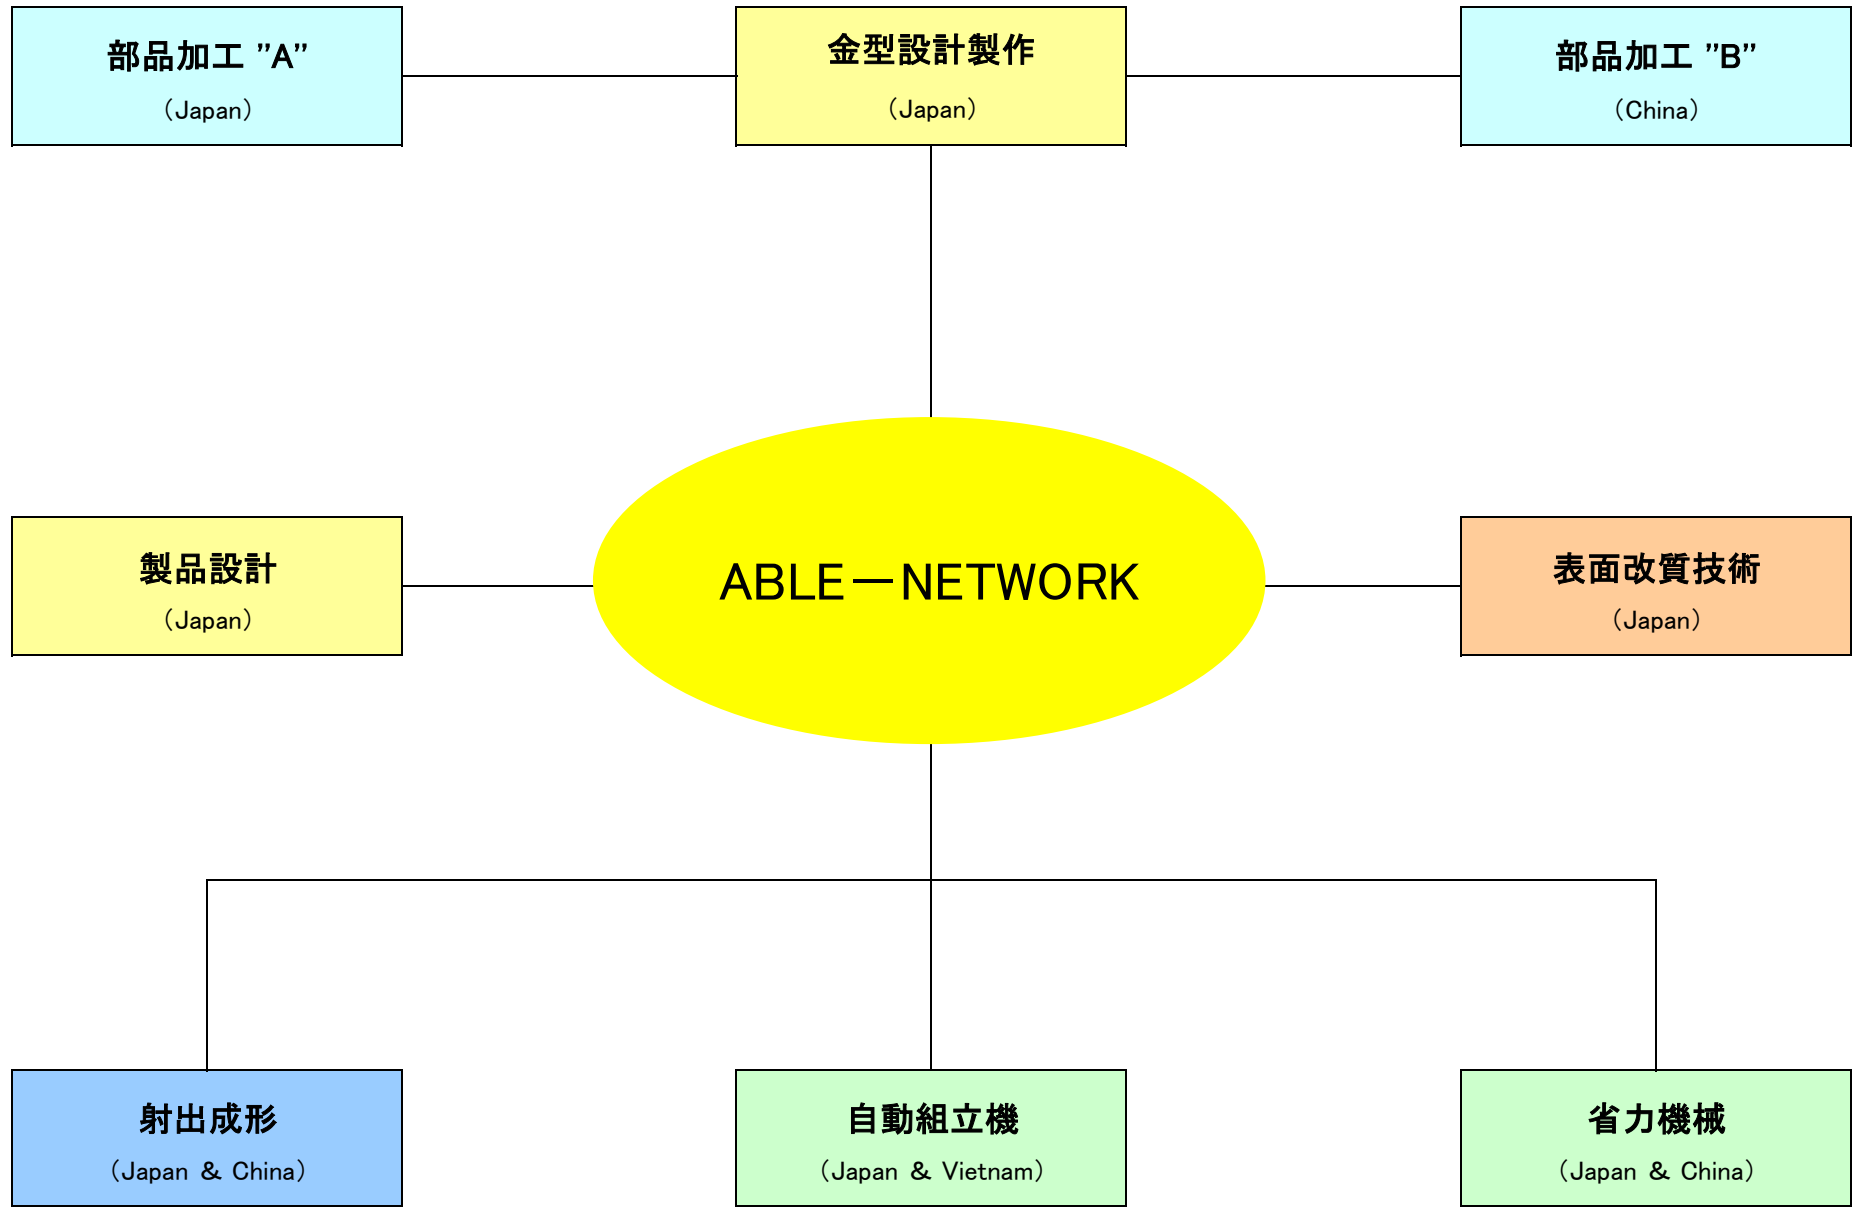 部品加工 ”A”
（Japan）
金型設計製作
（Japan）
部品加工 ”B”
（China）
製品設計
（Japan）
ABLE－NETWORK
表面改質技術
（Japan）
射出成形
（Japan & China）
自動組立機
（Japan & Vietnam）
省力機械
（Japan & China）